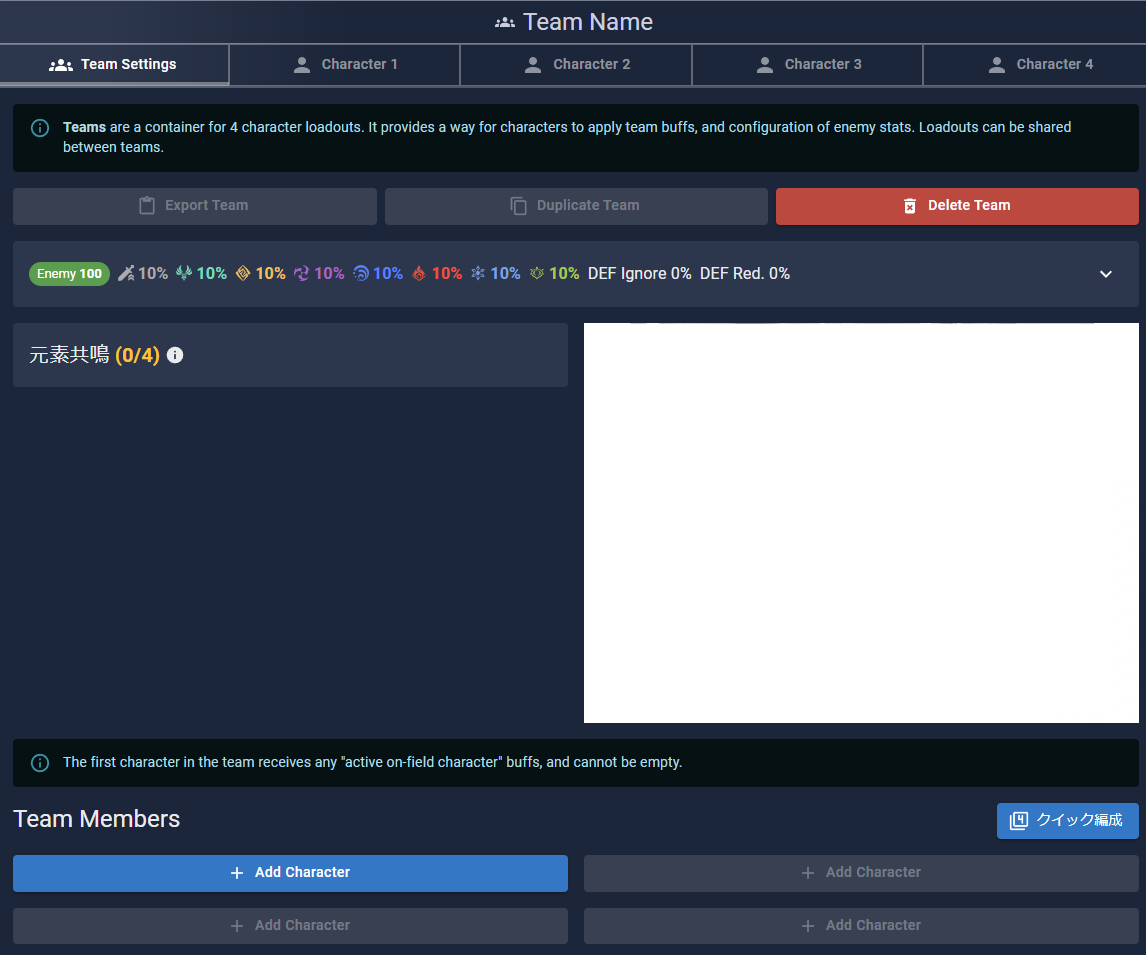 Team Name
Team Settings
Character 1
Character 2
Character 3
Character 4
Teams are a container for 4 character loadouts. It provides a way for characters to apply team buffs, and configuration of enemy stats. Loadouts can be shared
between teams.
Export Team
Duplicate Team
Delete Team
Enemy 100 10% 10% 10% 10% 10% 10% 10% 10% DEF Ignore 0% DEF Red. 0%
元素共鳴 (0/4)
The first character in the team receives any "active on-field character" buffs, and cannot be empty.
Team Members
クイック編成
Add Character
Add Character
Add Character
Add Character